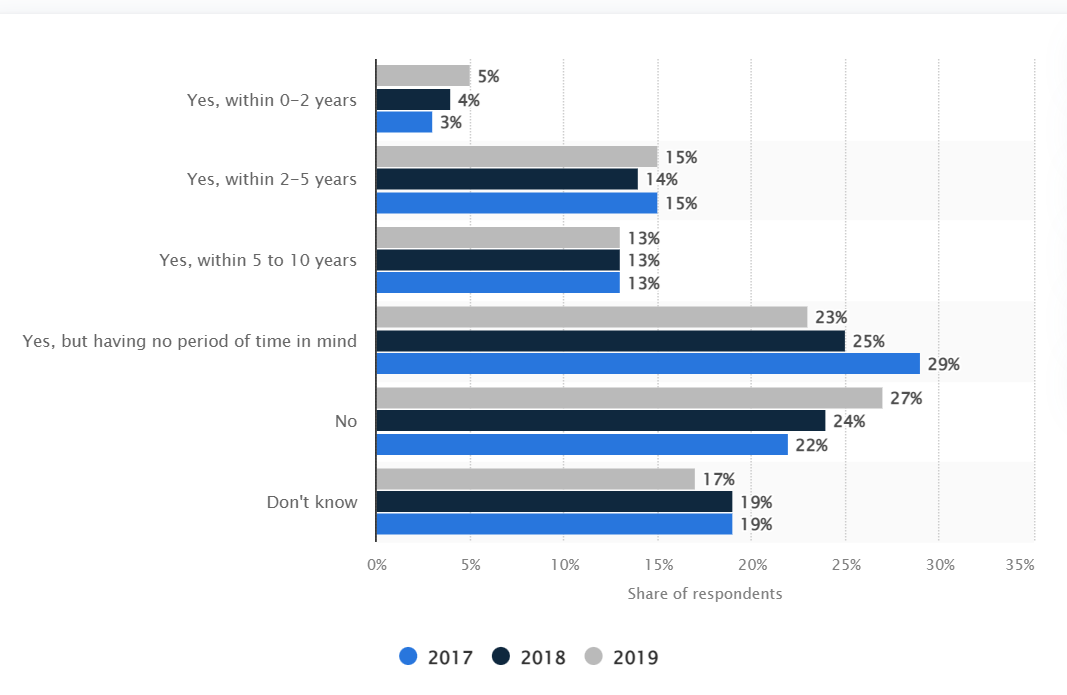 5%
Yes, within 0–2 years
4%
3%
15%
Yes, within 2–5 years
14%
15%
13%
Yes, within 5 to 10 years
13%
13%
23%
Yes, but having no period of time in mind
25%
29%
27%
No
24%
22%
17%
Don't know
19%
19%
0% 5% 10% 15% 20% 25% 30% 35%
Share of respondents
2017 2018 2019